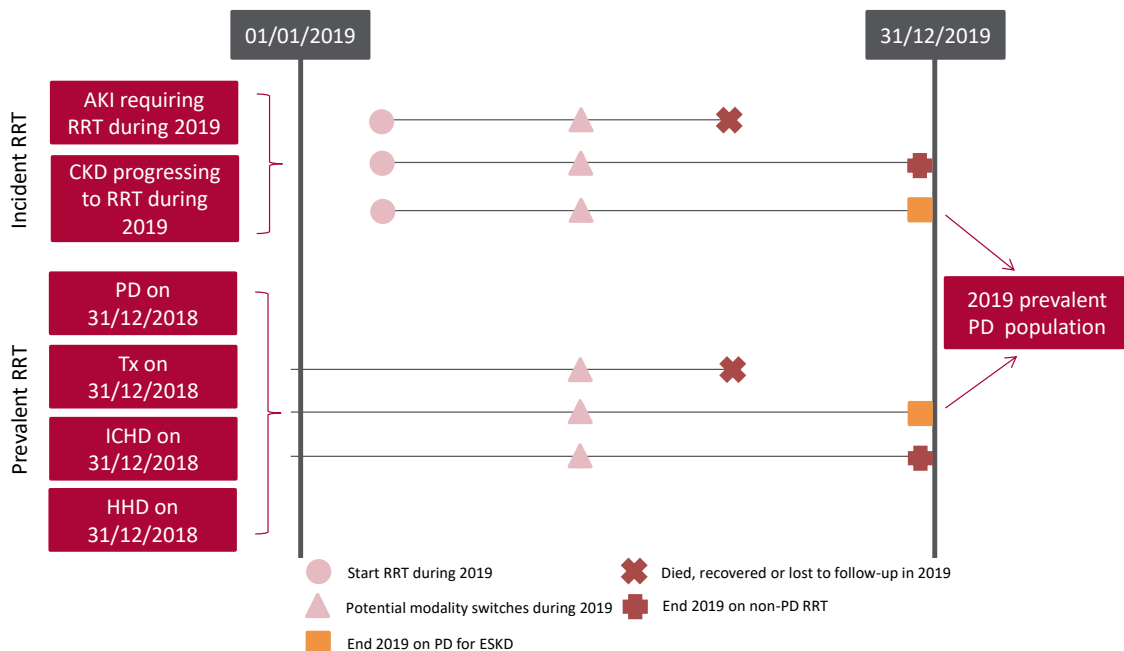 01/01/2019
31/12/2019
Incident RRT
AKI requiring
RRT during 2019
CKD progressing
to RRT during
2019
Prevalent RRT
PD on
31/12/2018
Tx on
31/12/2018
ICHD on
31/12/2018
HHD on
31/12/2018
2019 prevalent
PD population
Start RRT during 2019
Died, recovered or lost to follow-up in 2019
Potential modality switches during 2019
End 2019 on non-PD RRT
End 2019 on PD for ESKD